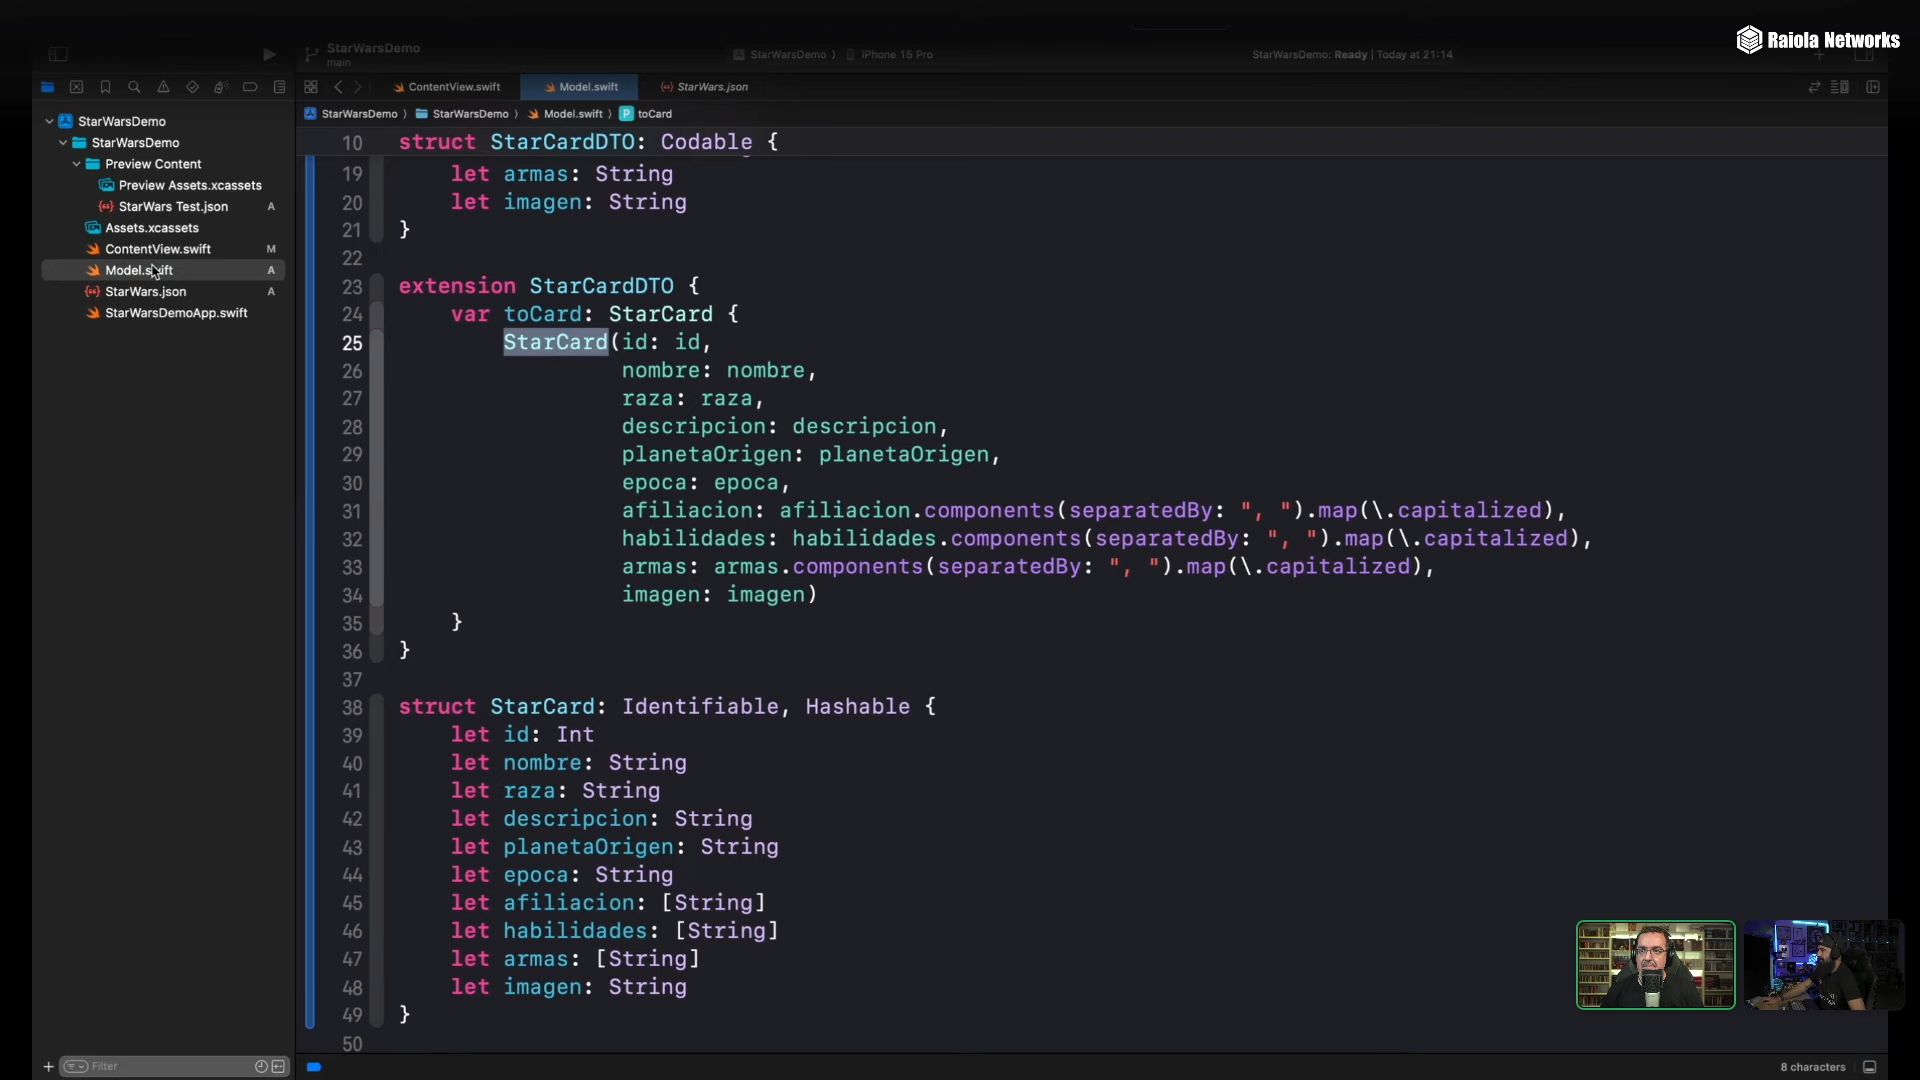 Raiola Networks
StarWarsDemo
main
StarWarsDemo
iPhone 15 Pro
StarWarsDemo: Ready | Today at 21:14
ContentView.swift
Model.swift
StarWars.json
StarWarsDemo
StarWarsDemo
Model.swift
P toCard
StarWarsDemo
StarWarsDemo
Preview Content
Preview Assets.xcassets
StarWars Test.json A
Assets.xcassets
ContentView.swift M
Model.swift A
StarWars.json A
StarWarsDemoApp.swift
10 struct StarCardDTO: Codable {
19 let armas: String
20 let imagen: String
21 }
22
23 extension StarCardDTO {
24 var toCard: StarCard {
25 StarCard(id: id,
26 nombre: nombre,
27 raza: raza,
28 descripcion: descripcion,
29 planetaOrigen: planetaOrigen,
30 epoca: epoca,
31 afiliacion: afiliacion.components(separatedBy: ", ").map(\.capitalized),
32 habilidades: habilidades.components(separatedBy: ", ").map(\.capitalized),
33 armas: armas.components(separatedBy: ", ").map(\.capitalized),
34 imagen: imagen)
35 }
36 }
37
38 struct StarCard: Identifiable, Hashable {
39 let id: Int
40 let nombre: String
41 let raza: String
42 let descripcion: String
43 let planetaOrigen: String
44 let epoca: String
45 let afiliacion: [String]
46 let habilidades: [String]
47 let armas: [String]
48 let imagen: String
49 }
50
Filter
8 characters